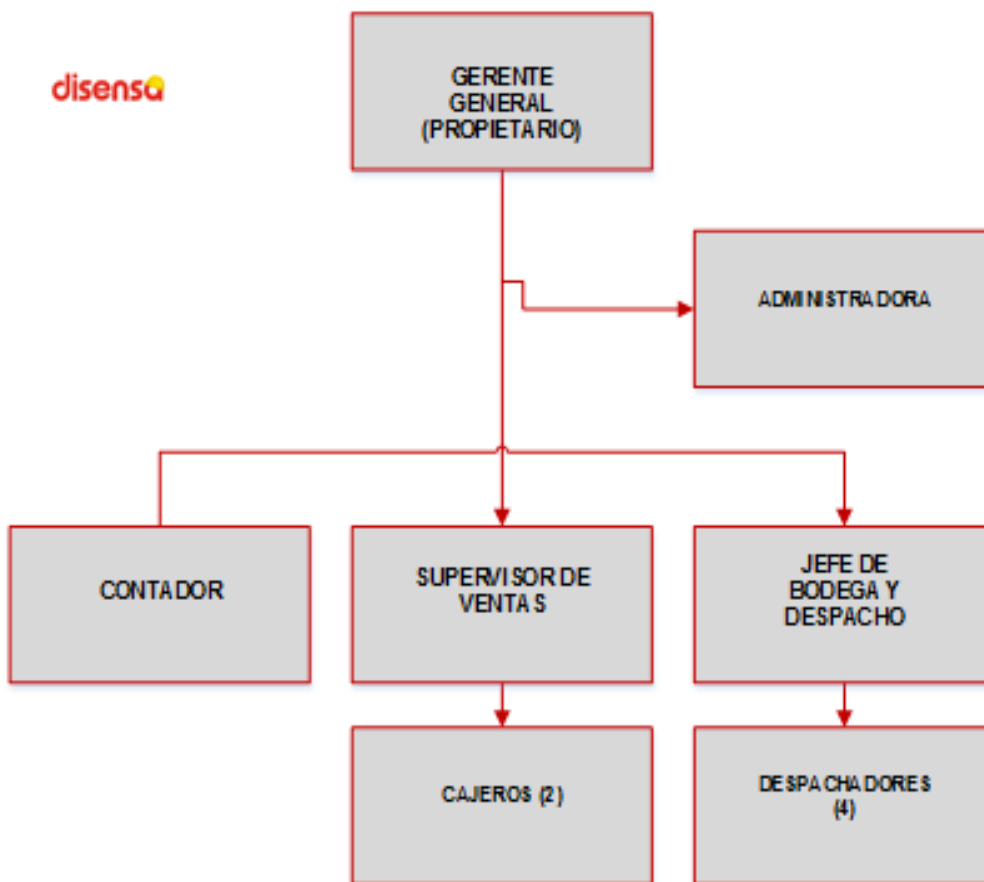 disensa
GERENTE
GENERAL
(PROPIETARIO)
ADMINISTRADORA
CONTADOR
SUPERVISOR DE
VENTAS
JEFE DE
BODEGA Y
DESPACHO
CAJEROS (2)
DESPACHADORES
(4)